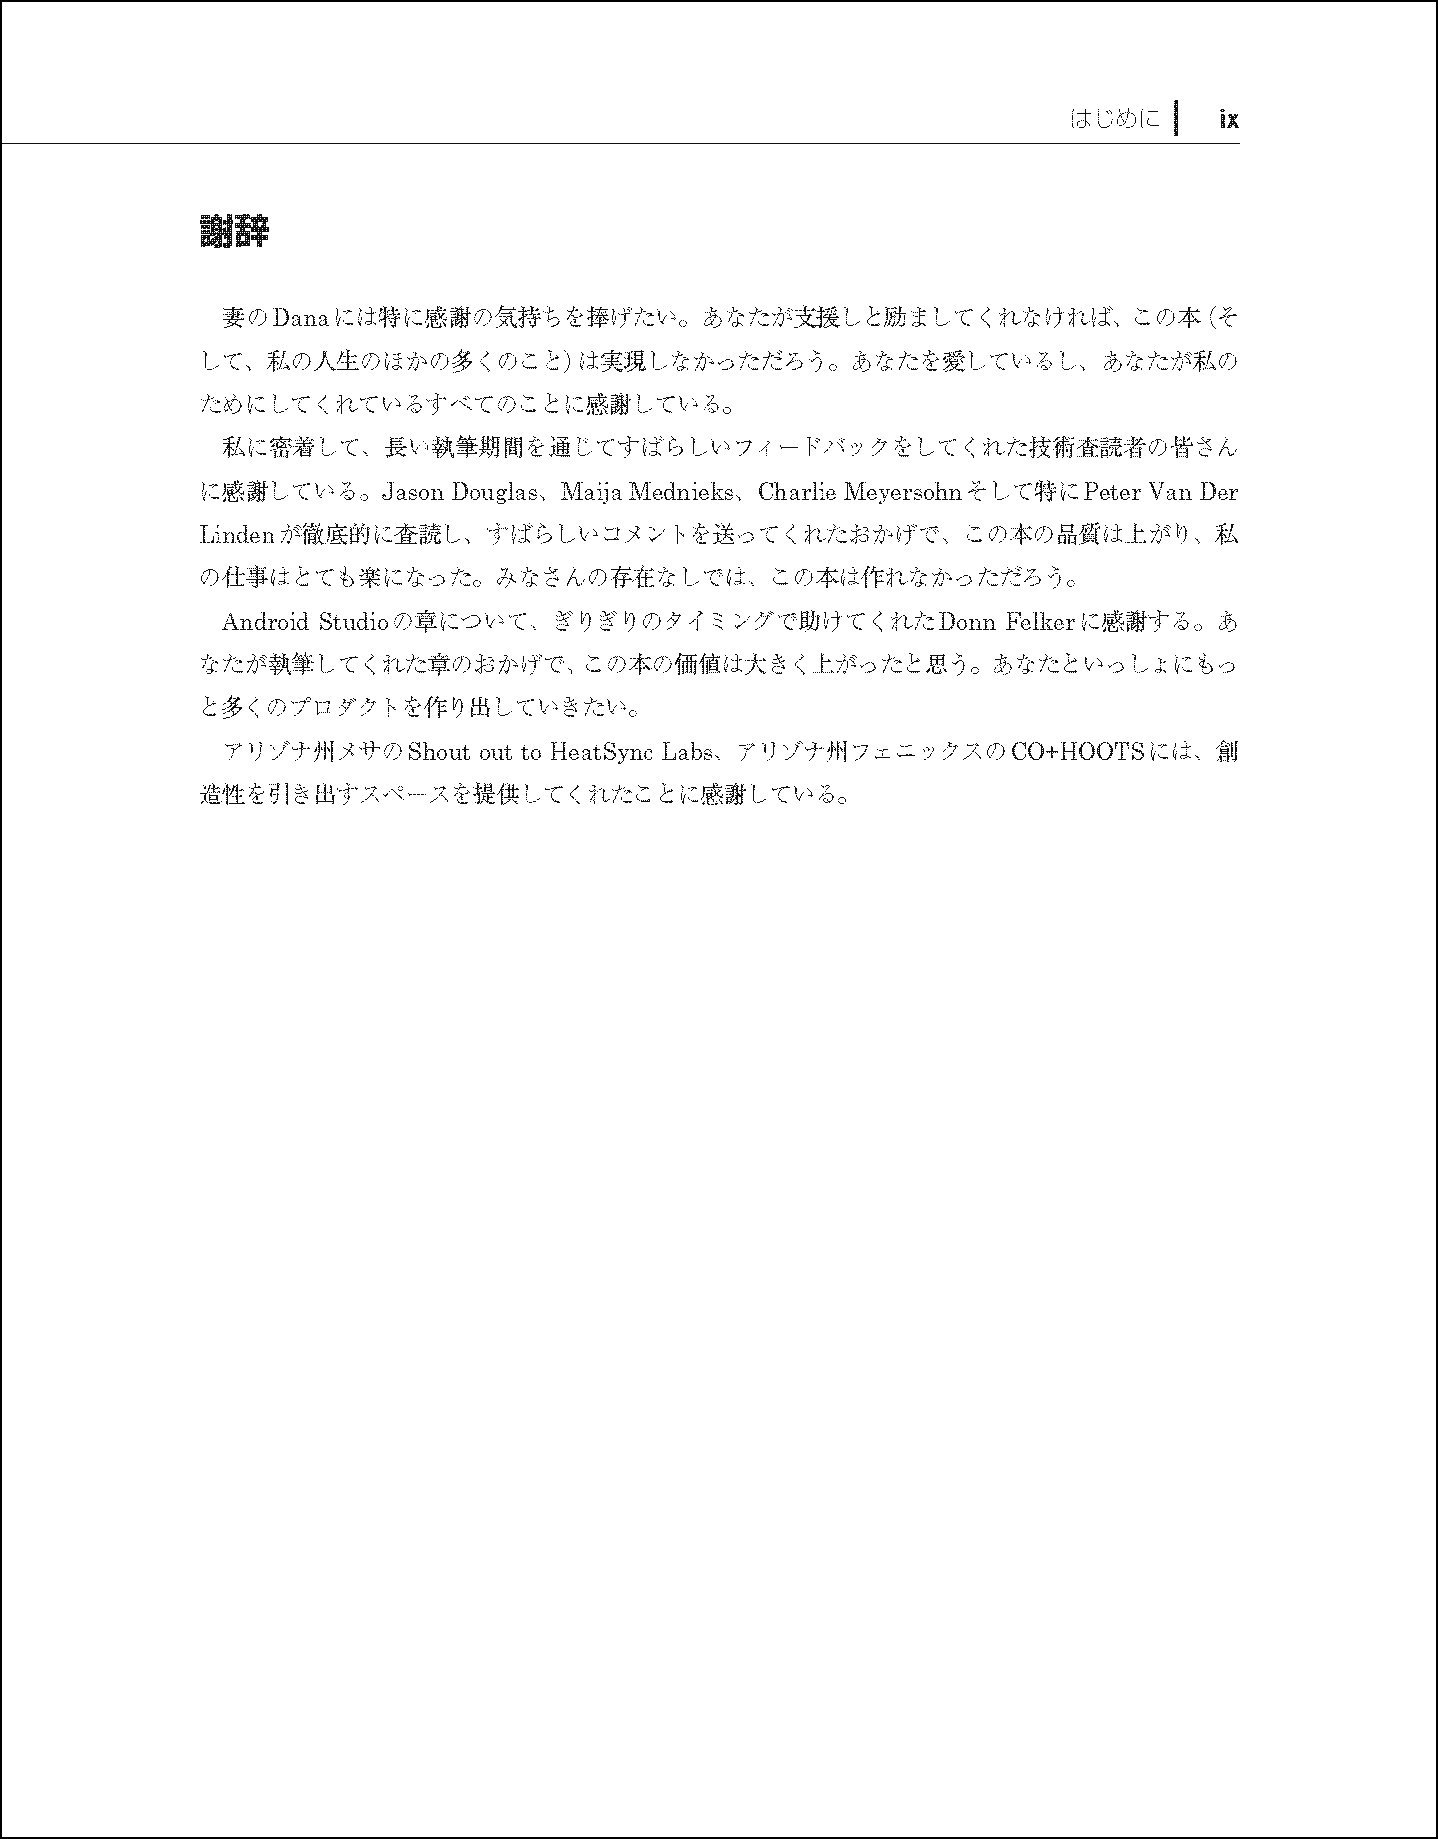 はじめに ix
謝辞
妻のDanaには特に感謝の気持ちを捧げたい。あなたが支援しと励ましてくれなければ、この本（そ
して、私の人生のほかの多くのこと）は実現しなかっただろう。あなたを愛しているし、あなたが私の
ためにしてくれているすべてのことに感謝している。
私に密着して、長い執筆期間を通じてすばらしいフィードバックをしてくれた技術査読者の皆さん
に感謝している。Jason Douglas、Maija Mednieks、Charlie Meyersohnそして特にPeter Van Der
Lindenが徹底的に査読し、すばらしいコメントを送ってくれたおかげで、この本の品質は上がり、私
の仕事はとても楽になった。みなさんの存在なしでは、この本は作れなかっただろう。
Android Studioの章について、ぎりぎりのタイミングで助けてくれたDonn Felkerに感謝する。あ
なたが執筆してくれた章のおかげで、この本の価値は大きく上がったと思う。あなたといっしょにもっ
と多くのプロダクトを作り出していきたい。
アリゾナ州メサのShout out to HeatSync Labs、アリゾナ州フェニックスのCO+HOOTSには、創
造性を引き出すスペースを提供してくれたことに感謝している。